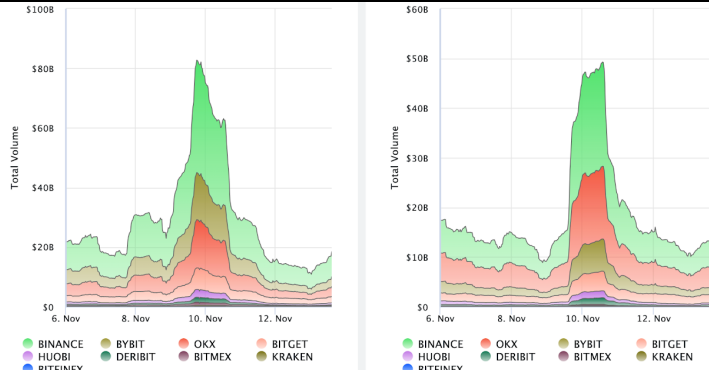 $100B
$80B
$60B
$40B
$20B
$0
Total Volume
6. Nov 8. Nov 10. Nov 12. Nov
BINANCE BYBIT OKX BITGET
HUOBI DERIBIT BITMEX KRAKEN
BITFINEX
$60B
$50B
$40B
$30B
$20B
$10B
$0
Total Volume
6. Nov 8. Nov 10. Nov 12. Nov
BINANCE OKX BYBIT BITGET
HUOBI DERIBIT BITMEX KRAKEN
BITFINEX